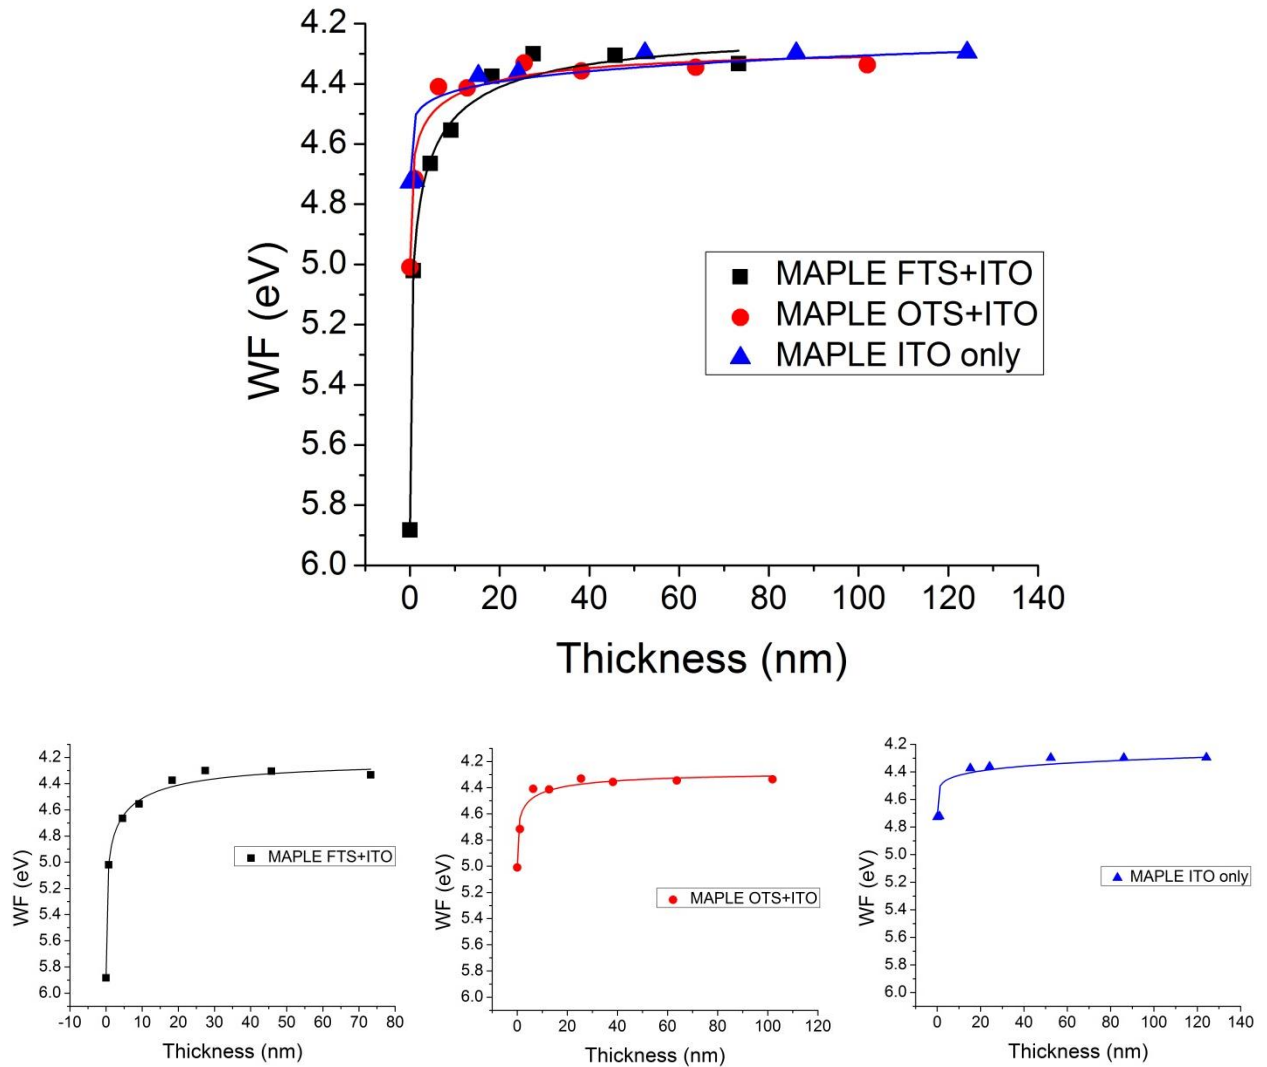 4.2
4.4
4.6
4.8
5.0
5.2
5.4
5.6
5.8
6.0
WF (eV)
MAPLE FTS+ITO
MAPLE OTS+ITO
MAPLE ITO only
0 20 40 60 80 100 120 140
Thickness (nm)
4.2
4.4
4.6
4.8
5.0
5.2
5.4
5.6
5.8
6.0
WF (eV)
MAPLE FTS+ITO
-10 0 10 20 30 40 50 60 70 80
Thickness (nm)
4.2
4.4
4.6
4.8
5.0
5.2
5.4
5.6
5.8
6.0
WF (eV)
MAPLE OTS+ITO
0 20 40 60 80 100 120
Thickness (nm)
4.2
4.4
4.6
4.8
5.0
5.2
5.4
5.6
5.8
6.0
WF (eV)
MAPLE ITO only
0 20 40 60 80 100 120 140
Thickness (nm)